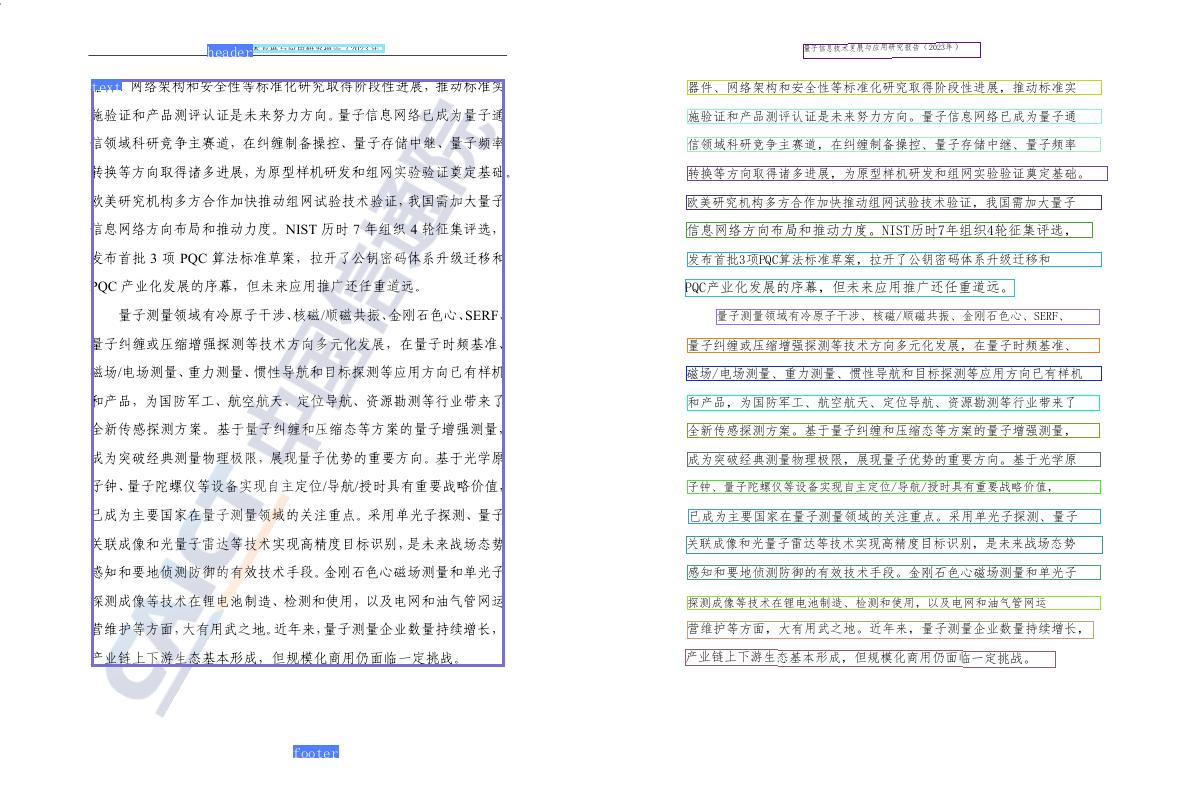 header
text 网络架构和安全性等标准化研究取得阶段性进展，推动标准实
施验证和产品测评认证是未来努力方向。量子信息网络已成为量子通
信领域科研竞争主赛道，在纠缠制备操控、量子存储中继、量子频率
转换等方向取得诸多进展，为原型样机研发和组网实验验证奠定基础。
欧美研究机构多方合作加快推动组网试验技术验证，我国需加大量子
信息网络方向布局和推动力度。NIST 历时 7 年组织 4 轮征集评选，
发布首批 3 项 PQC 算法标准草案，拉开了公钥密码体系升级迁移和
PQC 产业化发展的序幕，但未来应用推广还任重道远。
量子测量领域有冷原子干涉、核磁/顺磁共振、金刚石色心、SERF、
量子纠缠或压缩增强探测等技术方向多元化发展，在量子时频基准、
磁场/电场测量、重力测量、惯性导航和目标探测等应用方向已有样机
和产品，为国防军工、航空航天、定位导航、资源勘测等行业带来了
全新传感探测方案。基于量子纠缠和压缩态等方案的量子增强测量，
成为突破经典测量物理极限，展现量子优势的重要方向。基于光学原
子钟、量子陀螺仪等设备实现自主定位/导航/授时具有重要战略价值，
已成为主要国家在量子测量领域的关注重点。采用单光子探测、量子
关联成像和光量子雷达等技术实现高精度目标识别，是未来战场态势
感知和要地侦测防御的有效技术手段。金刚石色心磁场测量和单光子
探测成像等技术在锂电池制造、检测和使用，以及电网和油气管网运
营维护等方面，大有用武之地。近年来，量子测量企业数量持续增长，
产业链上下游生态基本形成，但规模化商用仍面临一定挑战。
CAICT 中国信通院
footer
量子信息技术发展与应用研究报告（2023年）
器件、网络架构和安全性等标准化研究取得阶段性进展，推动标准实
施验证和产品测评认证是未来努力方向。量子信息网络已成为量子通
信领域科研竞争主赛道，在纠缠制备操控、量子存储中继、量子频率
转换等方向取得诸多进展，为原型样机研发和组网实验验证奠定基础。
欧美研究机构多方合作加快推动组网试验技术验证，我国需加大量子
信息网络方向布局和推动力度。NIST历时7年组织4轮征集评选，
发布首批3项PQC算法标准草案，拉开了公钥密码体系升级迁移和
PQC产业化发展的序幕，但未来应用推广还任重道远。
量子测量领域有冷原子干涉、核磁/顺磁共振、金刚石色心、SERF、
量子纠缠或压缩增强探测等技术方向多元化发展，在量子时频基准、
磁场/电场测量、重力测量、惯性导航和目标探测等应用方向已有样机
和产品，为国防军工、航空航天、定位导航、资源勘测等行业带来了
全新传感探测方案。基于量子纠缠和压缩态等方案的量子增强测量，
成为突破经典测量物理极限，展现量子优势的重要方向。基于光学原
子钟、量子陀螺仪等设备实现自主定位/导航/授时具有重要战略价值，
已成为主要国家在量子测量领域的关注重点。采用单光子探测、量子
关联成像和光量子雷达等技术实现高精度目标识别，是未来战场态势
感知和要地侦测防御的有效技术手段。金刚石色心磁场测量和单光子
探测成像等技术在锂电池制造、检测和使用，以及电网和油气管网运
营维护等方面，大有用武之地。近年来，量子测量企业数量持续增长，
产业链上下游生态基本形成，但规模化商用仍面临一定挑战。